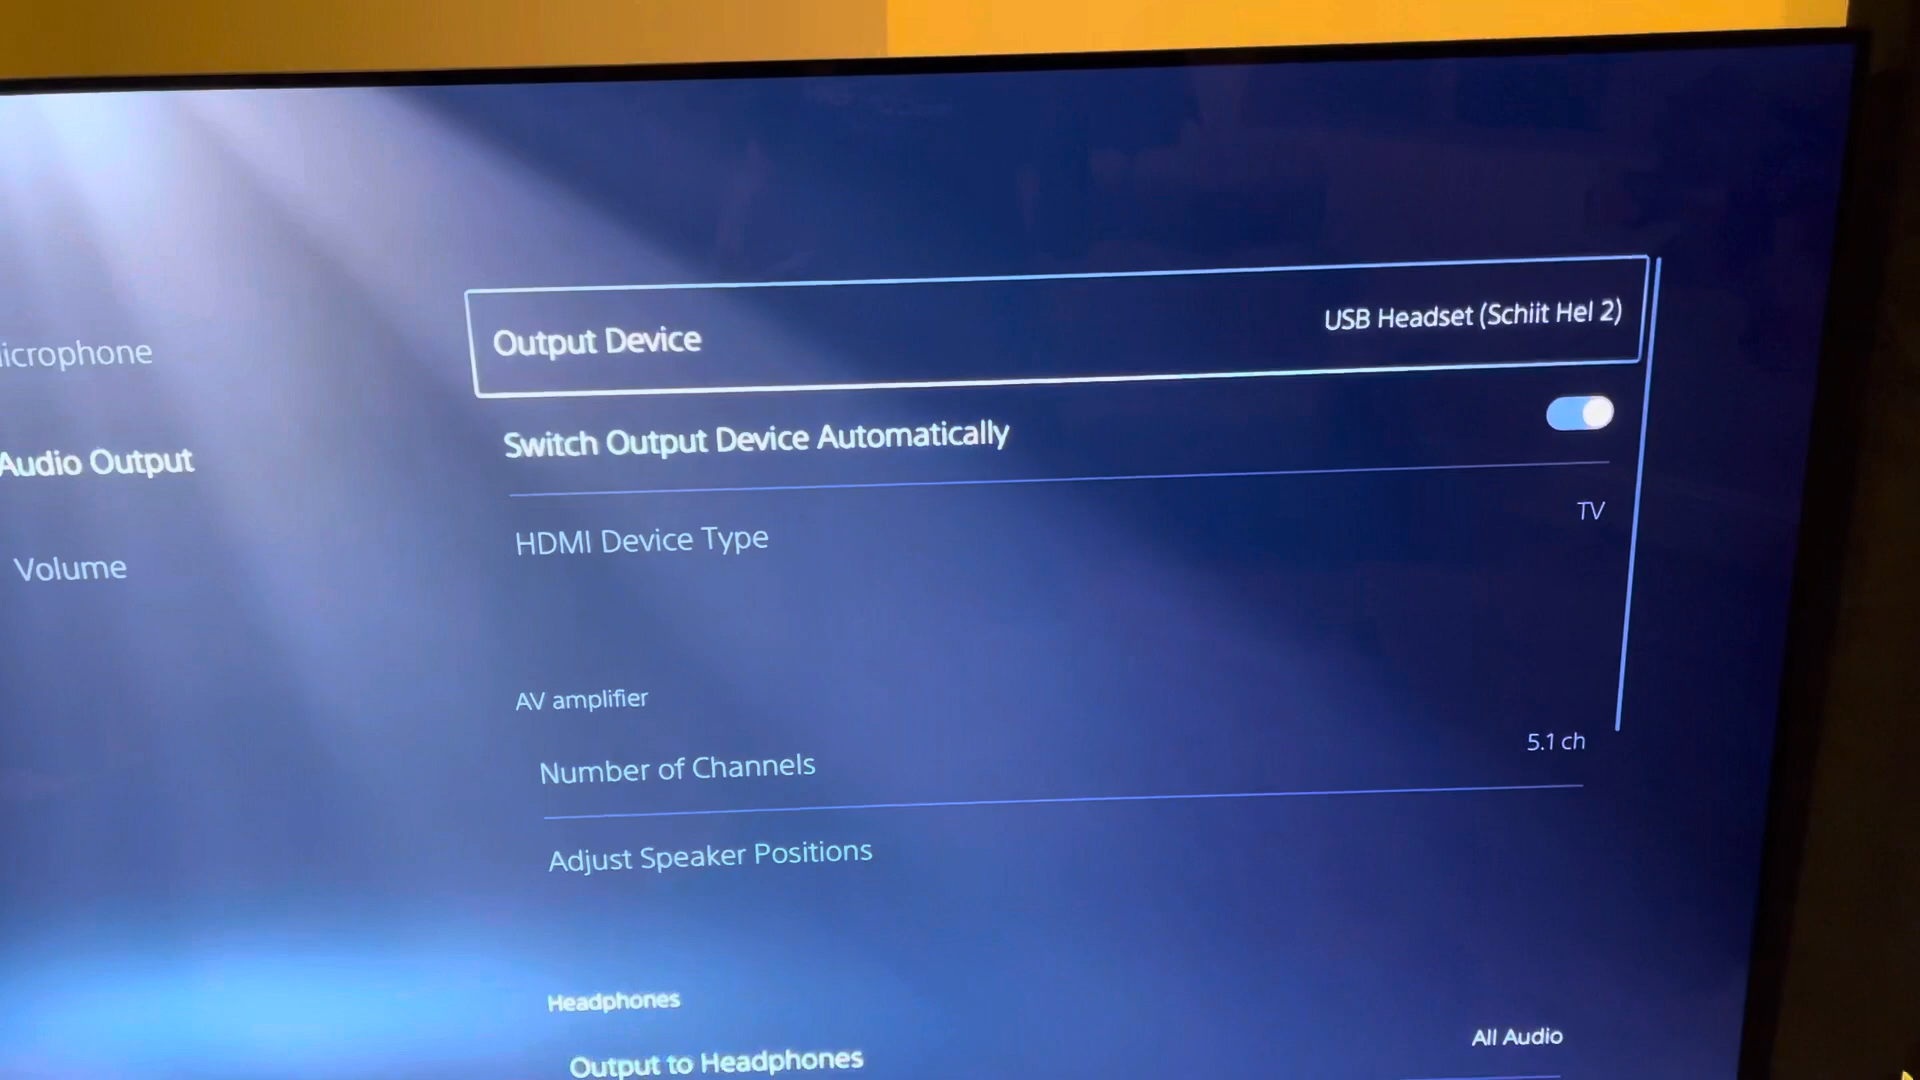 Output Device
USB Headset (Schiit Hel 2)
icrophone
Switch Output Device Automatically
Audio Output
HDMI Device Type
TV
Volume
AV amplifier
Number of Channels
5.1 ch
Adjust Speaker Positions
Headphones
Output to Headphones
All Audio